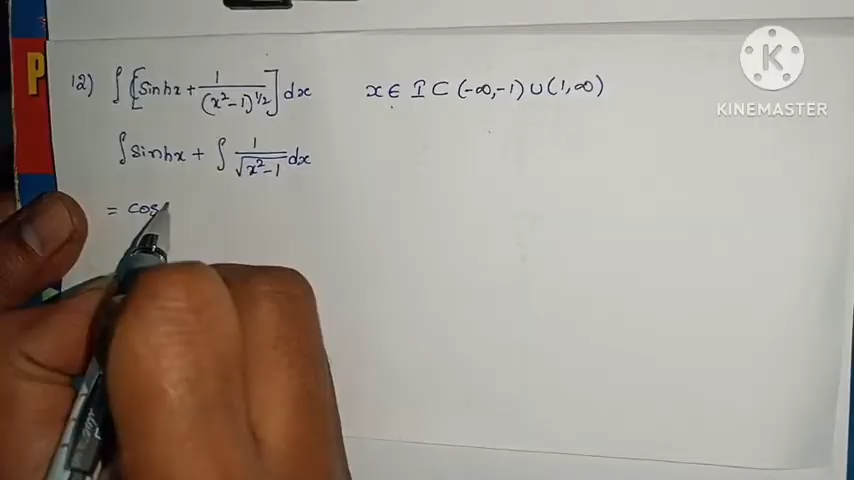 P
12) ∫ [Sinhx + 1/(x²-1)^1/2] dx    x ∈ I ⊂ (-∞,-1) ∪ (1,∞)
∫ sinhx + ∫ 1/√x²-1 dx
= cos
K
KINEMASTER